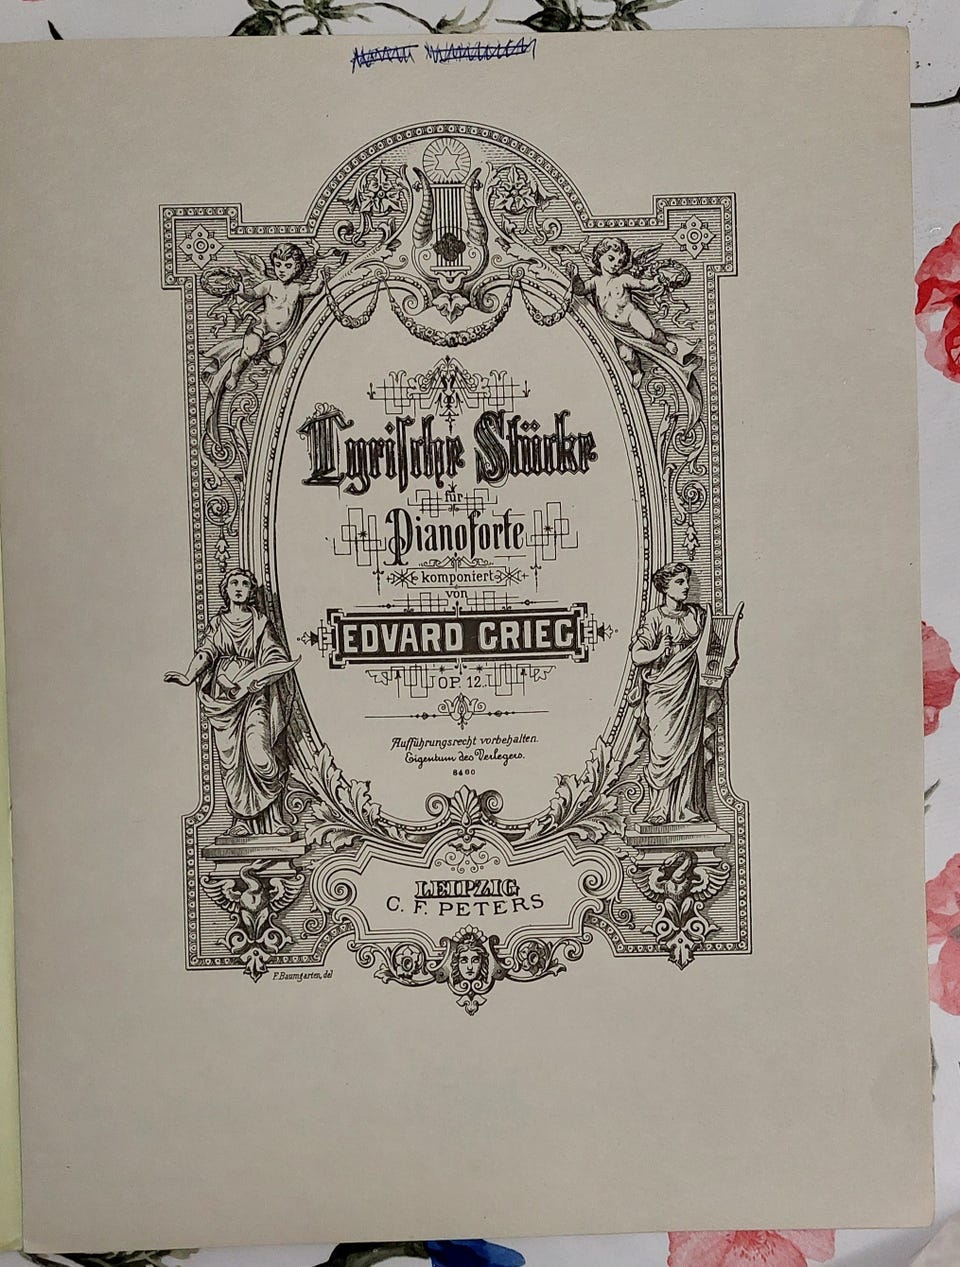 Lyrische Stücke
für
Pianoforte
komponiert
von
EDVARD GRIEG
OP. 12.
Aufführungsrecht vorbehalten.
Eigentum des Verlegers.
8400
LEIPZIG
C. F. PETERS
F. Baumgarten, del